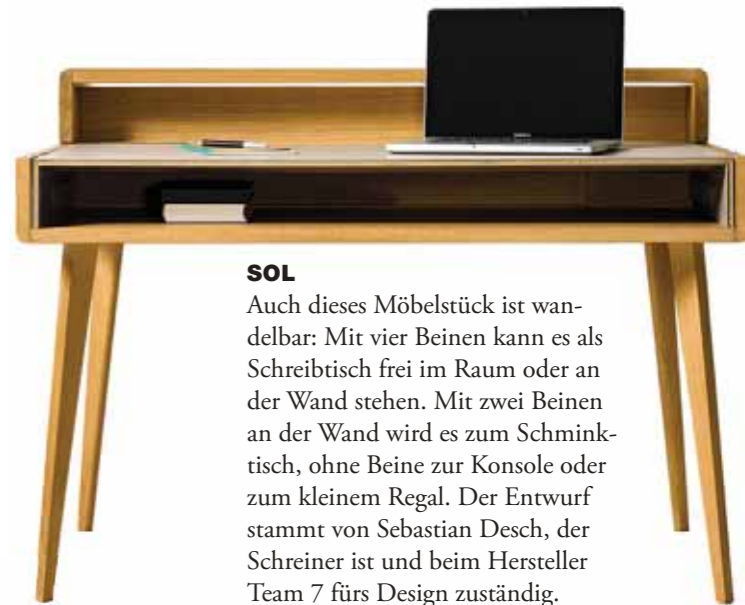 SOL
Auch dieses Möbelstück ist wan-
delbar: Mit vier Beinen kann es als
Schreibtisch frei im Raum oder an
der Wand stehen. Mit zwei Beinen
an der Wand wird es zum Schmink-
tisch, ohne Beine zur Konsole oder
zum kleinem Regal. Der Entwurf
stammt von Sebastian Desch, der
Schreiner ist und beim Hersteller
Team 7 fürs Design zuständig.